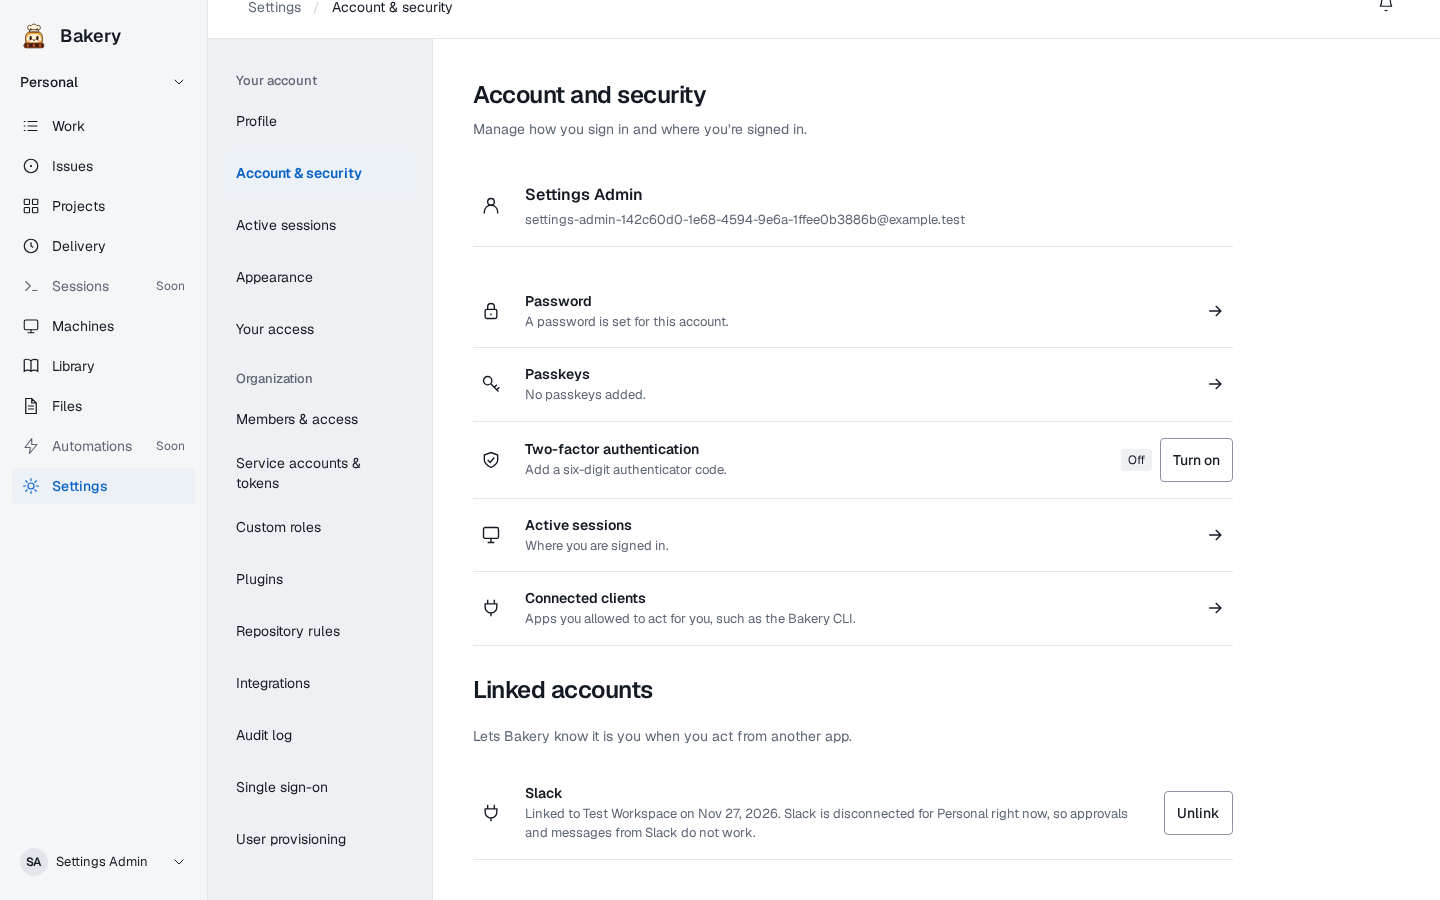 Bakery
Personal
Work
Issues
Projects
Delivery
Sessions Soon
Machines
Library
Files
Automations Soon
Settings
SA Settings Admin
Settings / Account & security
Your account
Profile
Account & security
Active sessions
Appearance
Your access
Organization
Members & access
Service accounts &
tokens
Custom roles
Plugins
Repository rules
Integrations
Audit log
Single sign-on
User provisioning
Account and security
Manage how you sign in and where you're signed in.
Settings Admin
settings-admin-142c60d0-1e68-4594-9e6a-1ffee0b3886b@example.test
Password
A password is set for this account.
Passkeys
No passkeys added.
Two-factor authentication
Add a six-digit authenticator code.
Off Turn on
Active sessions
Where you are signed in.
Connected clients
Apps you allowed to act for you, such as the Bakery CLI.
Linked accounts
Lets Bakery know it is you when you act from another app.
Slack
Linked to Test Workspace on Nov 27, 2026. Slack is disconnected for Personal right now, so approvals
and messages from Slack do not work.
Unlink